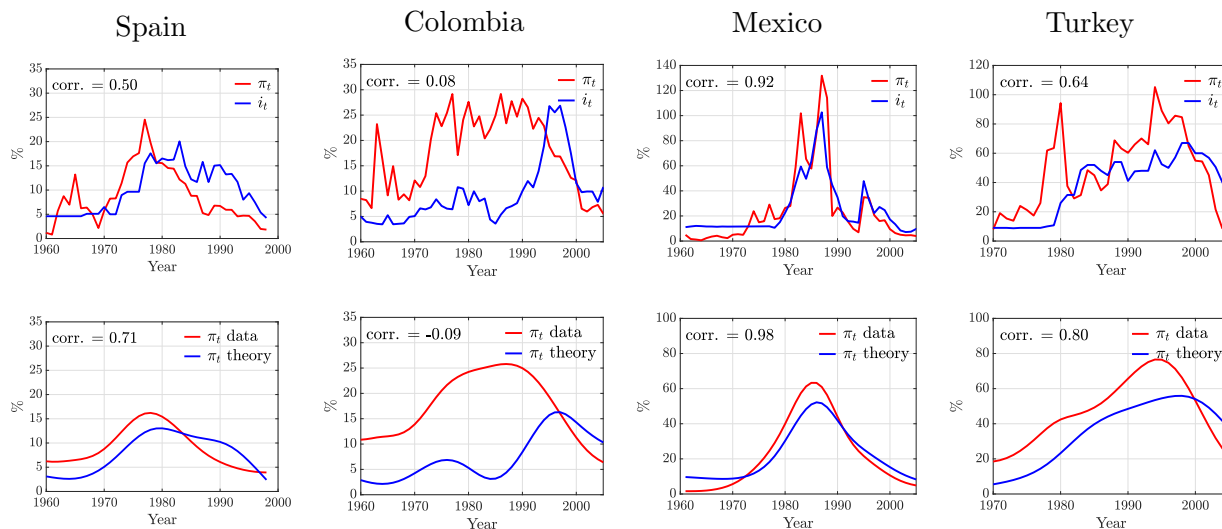 Spain
Colombia
Mexico
Turkey
35
30
25
20
15
10
5
0
%
corr. = 0.50
π_t
i_t
1960 1970 1980 1990 2000
Year
35
30
25
20
15
10
5
0
%
corr. = 0.08
π_t
i_t
1960 1970 1980 1990 2000
Year
140
120
100
80
60
40
20
0
%
corr. = 0.92
π_t
i_t
1960 1970 1980 1990 2000
Year
120
100
80
60
40
20
0
%
corr. = 0.64
π_t
i_t
1970 1980 1990 2000
Year
35
30
25
20
15
10
5
0
%
corr. = 0.71
π_t data
π_t theory
1960 1970 1980 1990 2000
Year
35
30
25
20
15
10
5
0
%
corr. = -0.09
π_t data
π_t theory
1960 1970 1980 1990 2000
Year
100
80
60
40
20
0
%
corr. = 0.98
π_t data
π_t theory
1960 1970 1980 1990 2000
Year
100
80
60
40
20
0
%
corr. = 0.80
π_t data
π_t theory
1970 1980 1990 2000
Year